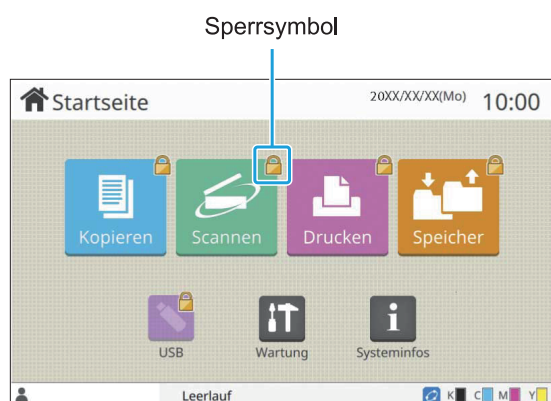 Sperrsymbol
Startseite 20XX/XX/XX(Mo) 10:00
Kopieren Scannen Drucken Speicher
USB Wartung Systeminfos
Leerlauf K C M Y